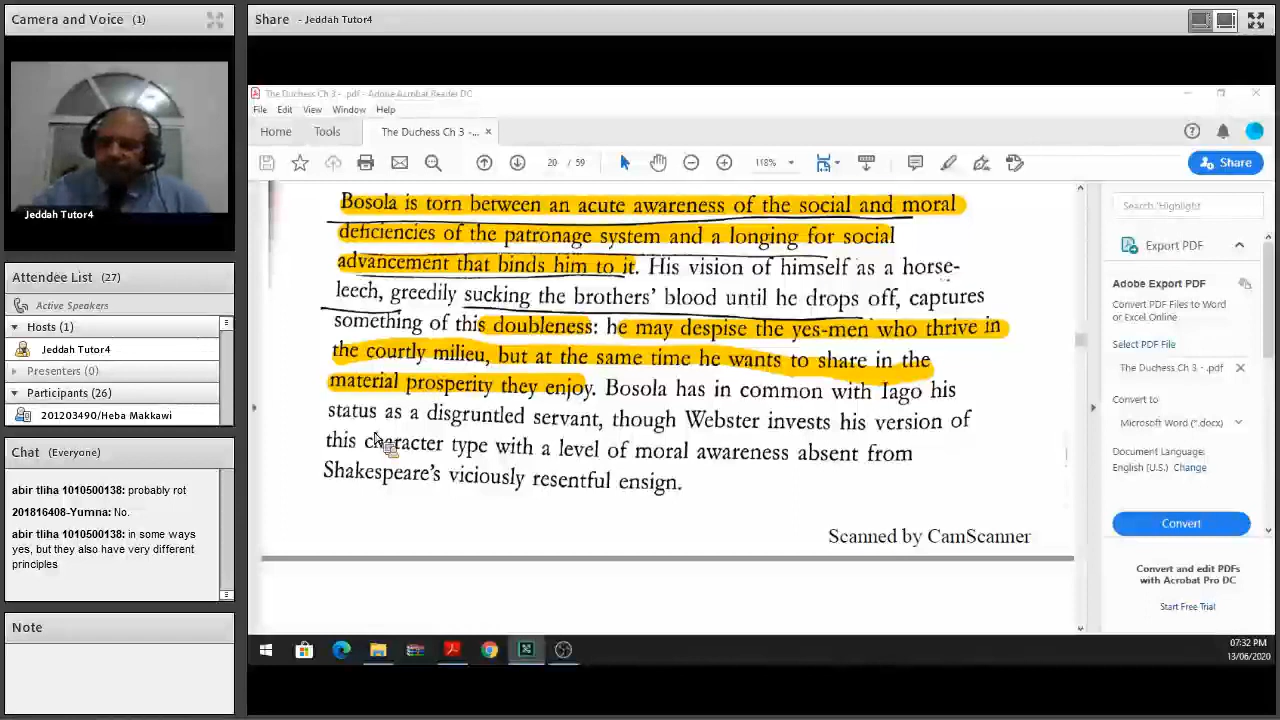 Camera and Voice (1)
Jeddah Tutor4
Attendee List (27)
Active Speakers
Hosts (1)
Jeddah Tutor4
Presenters (0)
Participants (26)
201203490/Heba Makkawi
Chat (Everyone)
abir tliha 1010500138: probably rot
201816408-Yumna: No.
abir tliha 1010500138: in some ways
yes, but they also have very different
principles
Note
Share - Jeddah Tutor4
The Duchess Ch 3 - .pdf - Adobe Acrobat Reader DC
File Edit View Window Help
Home Tools The Duchess Ch 3 -... ×
20 / 59 118% Share
Bosola is torn between an acute awareness of the social and moral
deficiencies of the patronage system and a longing for social
advancement that binds him to it. His vision of himself as a horse-
leech, greedily sucking the brothers' blood until he drops off, captures
something of this doubleness: he may despise the yes-men who thrive in
the courtly milieu, but at the same time he wants to share in the
material prosperity they enjoy. Bosola has in common with Iago his
status as a disgruntled servant, though Webster invests his version of
this character type with a level of moral awareness absent from
Shakespeare's viciously resentful ensign.
Scanned by CamScanner
Search 'Highlight
Export PDF
Adobe Export PDF
Convert PDF Files to Word
or Excel Online
Select PDF File
The Duchess Ch 3 - .pdf
Convert to
Microsoft Word (*.docx)
Document Language:
English (U.S.) Change
Convert
Convert and edit PDFs
with Acrobat Pro DC
Start Free Trial
07:32 PM
13/06/2020